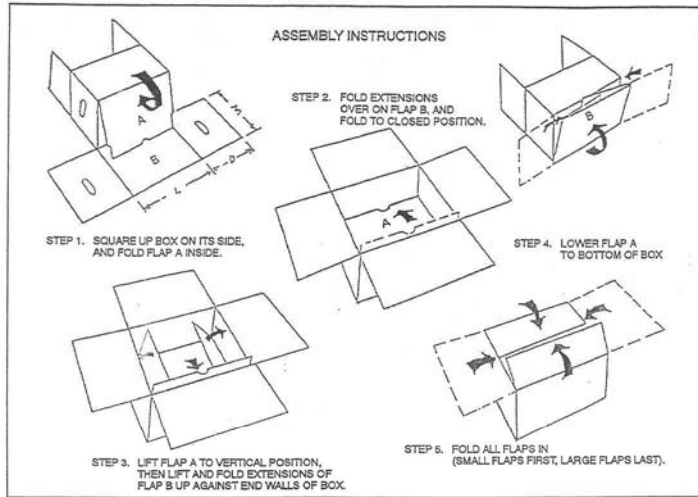 ASSEMBLY INSTRUCTIONS
A
B
L
D
W
STEP 1. SQUARE UP BOX ON ITS SIDE,
AND FOLD FLAP A INSIDE.
STEP 2. FOLD EXTENSIONS
OVER ON FLAP B, AND
FOLD TO CLOSED POSITION.
B
A
STEP 3. LIFT FLAP A TO VERTICAL POSITION,
THEN LIFT AND FOLD EXTENSIONS OF
FLAP B UP AGAINST END WALLS OF BOX.
STEP 4. LOWER FLAP A
TO BOTTOM OF BOX
STEP 5. FOLD ALL FLAPS IN
(SMALL FLAPS FIRST, LARGE FLAPS LAST).